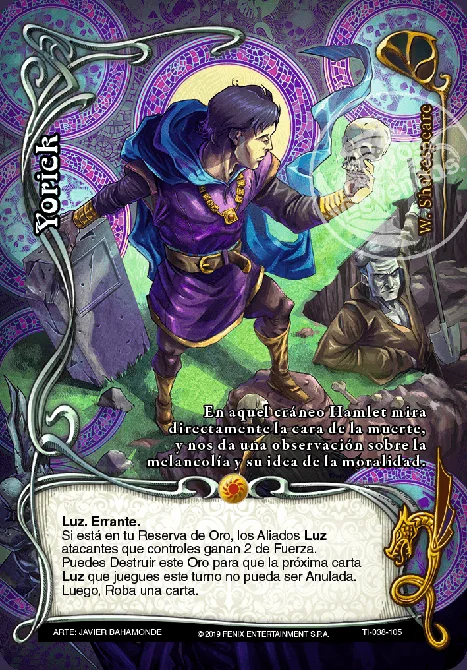 Yorick
W. Shakespeare
En aquel cráneo Hamlet mira
directamente la cara de la muerte,
y nos da una observación sobre la
melancolía y su idea de la moralidad.
Luz. Errante.
Si está en tu Reserva de Oro, los Aliados Luz
atacantes que controles ganan 2 de Fuerza.
Puedes Destruir este Oro para que la próxima carta
Luz que juegues este turno no pueda ser Anulada.
Luego, Roba una carta.
ARTE: JAVIER BAHAMONDE
© 2019 FENIX ENTERTAINMENT S.P.A.
TI-038-105